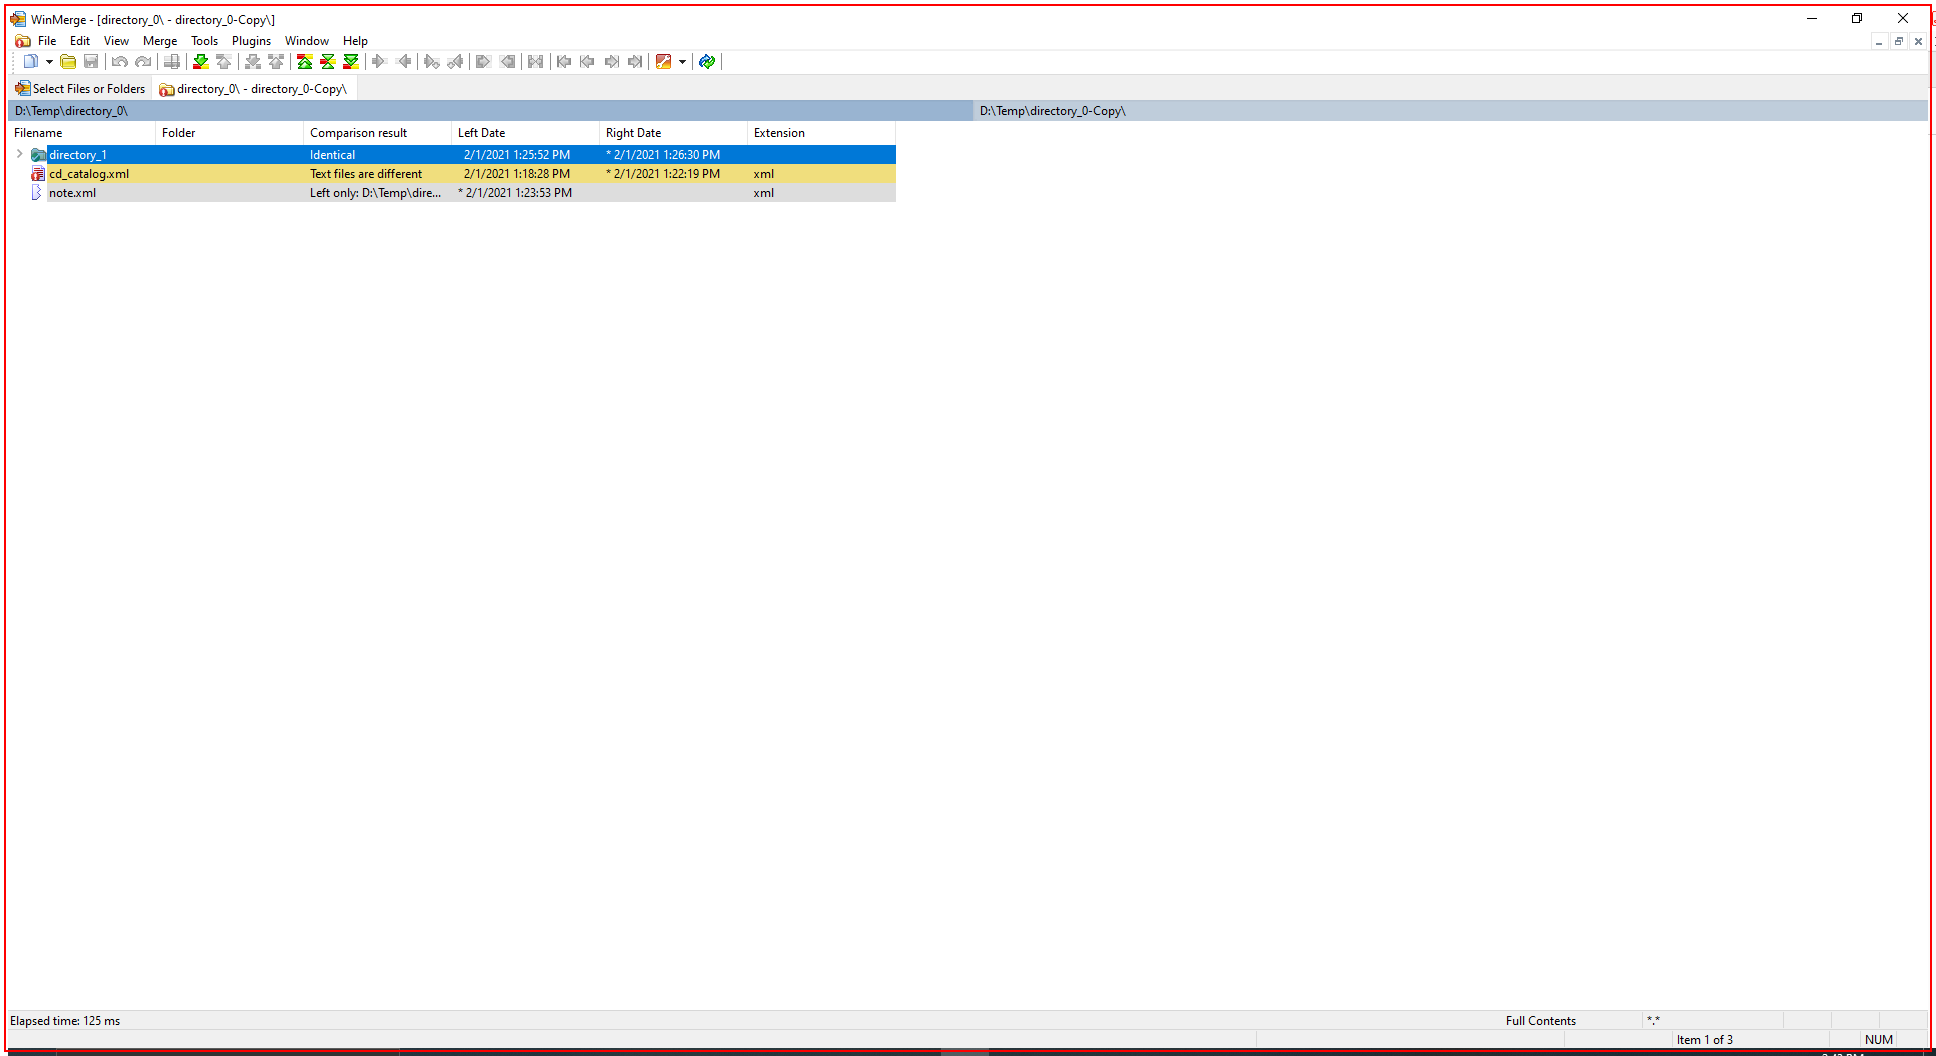 WinMerge - [directory_0\ - directory_0-Copy\]
File Edit View Merge Tools Plugins Window Help
Select Files or Folders directory_0\ - directory_0-Copy\
D:\Temp\directory_0\ D:\Temp\directory_0-Copy\
Filename Folder Comparison result Left Date Right Date Extension
directory_1 Identical 2/1/2021 1:25:52 PM * 2/1/2021 1:26:30 PM
cd_catalog.xml Text files are different 2/1/2021 1:18:28 PM * 2/1/2021 1:22:19 PM xml
note.xml Left only: D:\Temp\dire... * 2/1/2021 1:23:53 PM xml
Elapsed time: 125 ms Full Contents *.*
Item 1 of 3 NUM